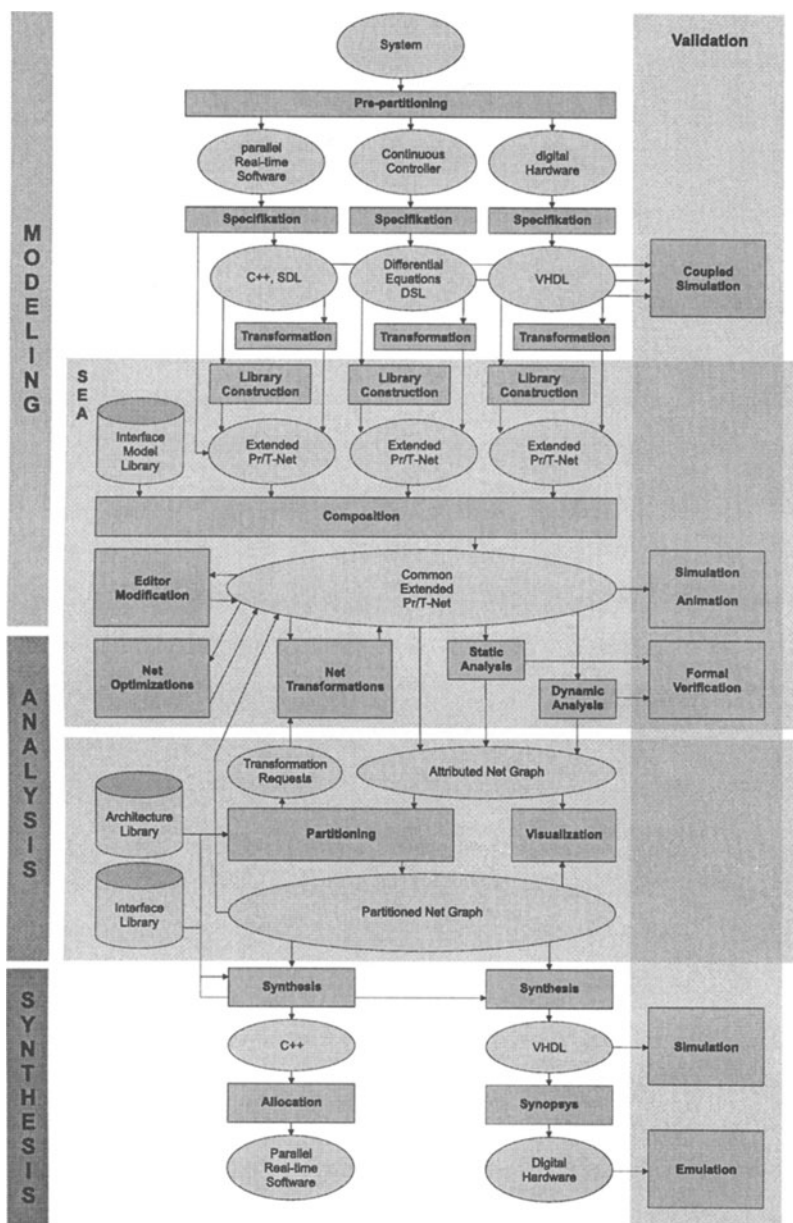 System
Validation
Pre-partitioning
parallel
Real-time
Software
Continuous
Controller
digital
Hardware
Specifikation
Specifikation
Specifikation
MODELING
C++, SDL
Differential
Equations
DSL
VHDL
Coupled
Simulation
Transformation
Transformation
Transformation
SEA
Library
Construction
Library
Construction
Library
Construction
Interface
Model
Library
Extended
Pr/T-Net
Extended
Pr/T-Net
Extended
Pr/T-Net
Composition
Editor
Modification
Common
Extended
Pr/T-Net
Simulation
Animation
ANALYSIS
Net
Optimizations
Net
Transformations
Static
Analysis
Dynamic
Analysis
Formal
Verification
Transformation
Requests
Attributed Net Graph
Architecture
Library
Partitioning
Visualization
Interface
Library
Partitioned Net Graph
SYNTHESIS
Synthesis
Synthesis
C++
VHDL
Simulation
Allocation
Synopsys
Parallel
Real-time
Software
Digital
Hardware
Emulation